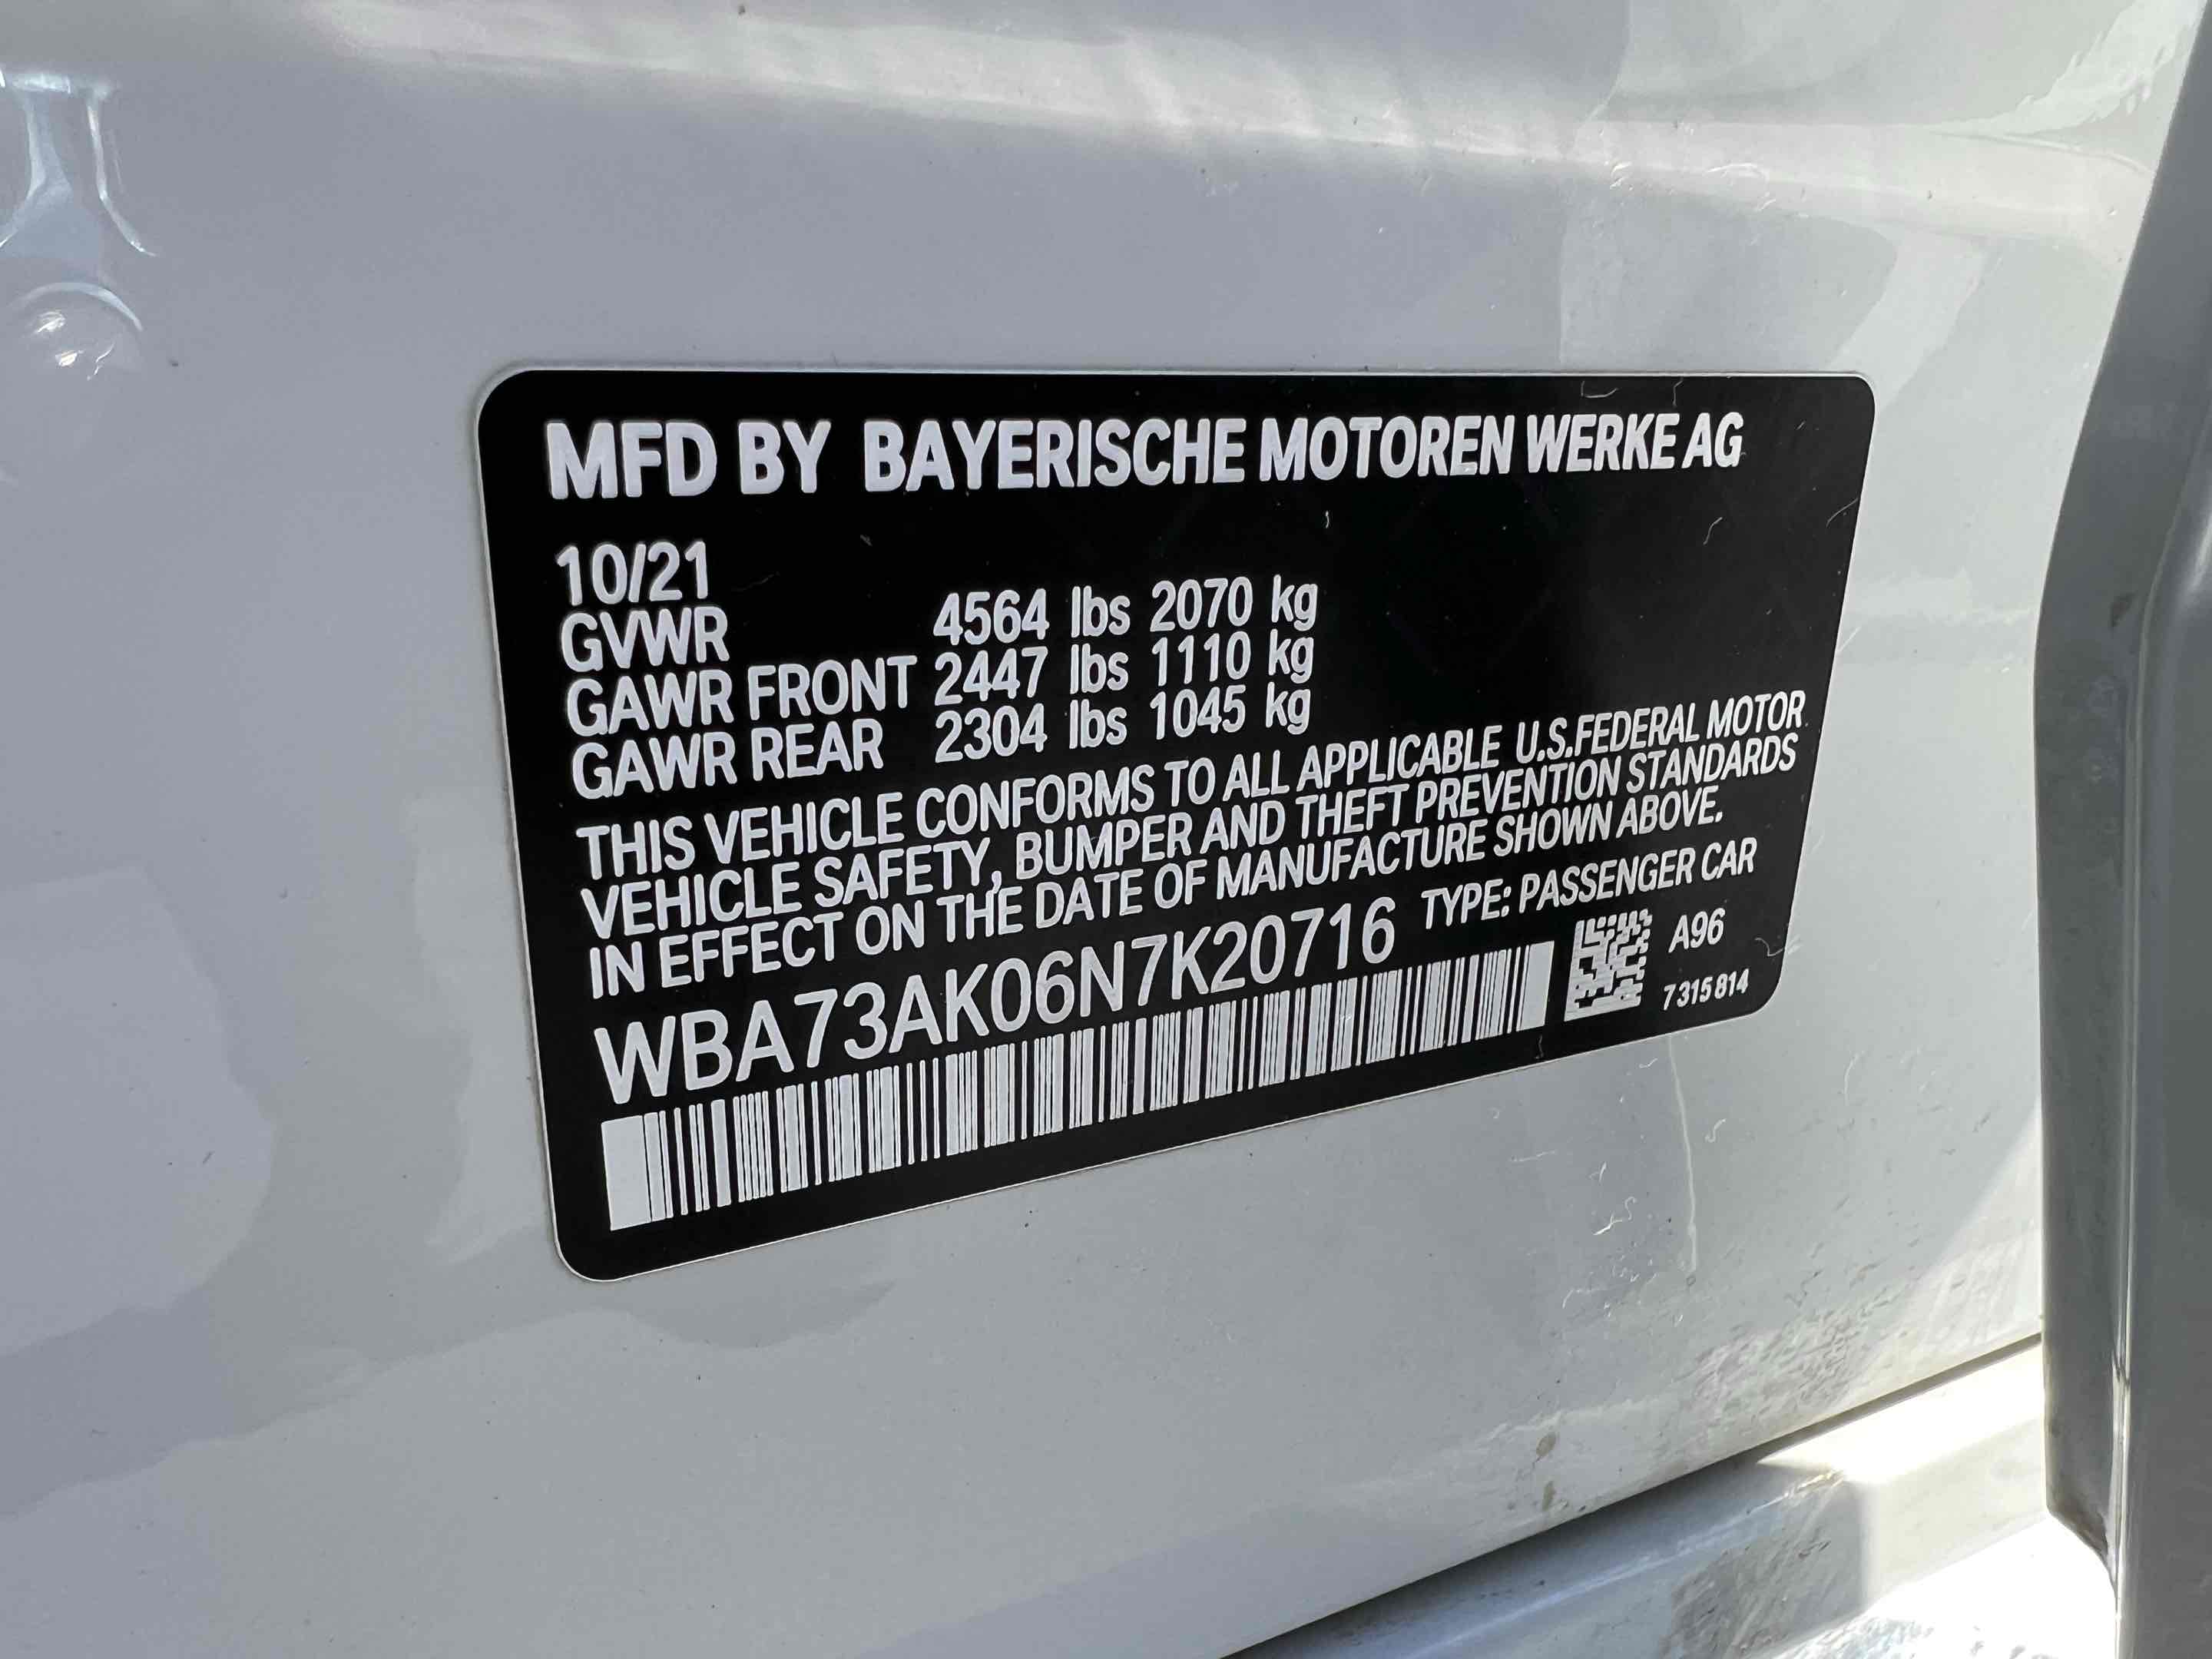 MFD BY BAYERISCHE MOTOREN WERKE AG
10/21
GVWR 4564 lbs 2070 kg
GAWR FRONT 2447 lbs 1110 kg
GAWR REAR 2304 lbs 1045 kg
THIS VEHICLE CONFORMS TO ALL APPLICABLE U.S.FEDERAL MOTOR
VEHICLE SAFETY, BUMPER AND THEFT PREVENTION STANDARDS
IN EFFECT ON THE DATE OF MANUFACTURE SHOWN ABOVE.
WBA73AK06N7K20716 TYPE: PASSENGER CAR
A96
7315814